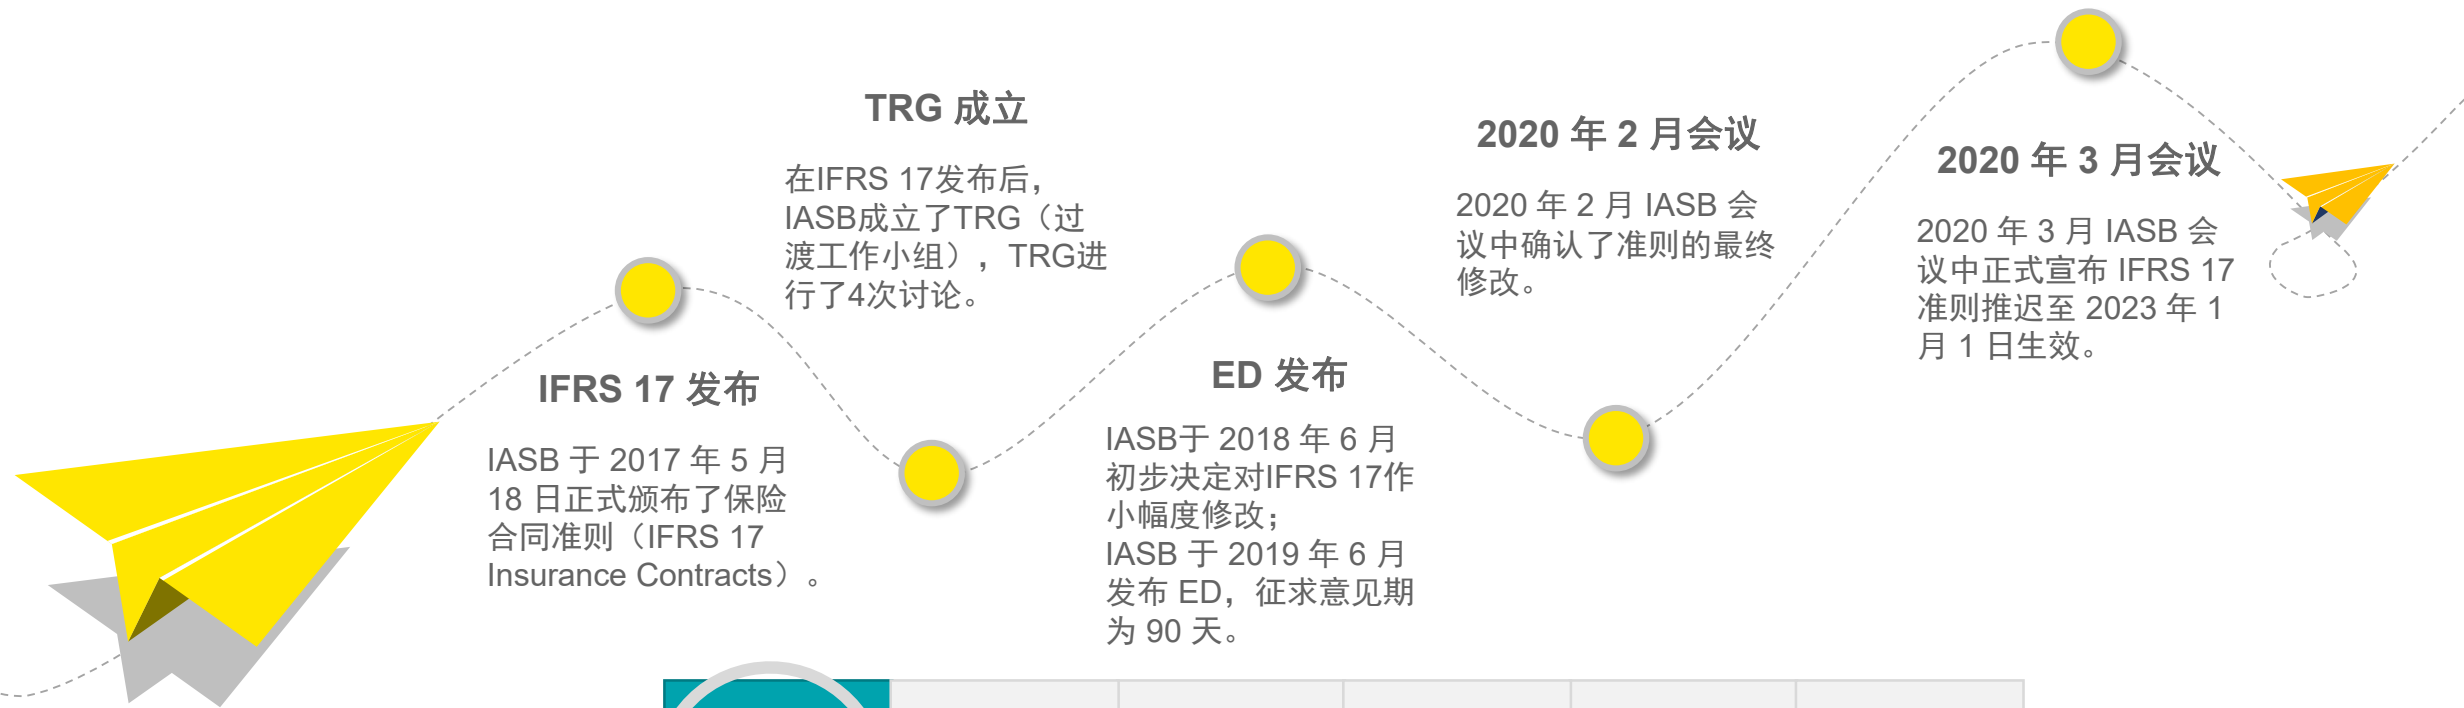 IFRS 17 发布
IASB 于 2017 年 5 月
18 日正式颁布了保险
合同准则（IFRS 17
Insurance Contracts）。
TRG 成立
在IFRS 17发布后，
IASB成立了TRG（过
渡工作小组），TRG进
行了4次讨论。
ED 发布
IASB于 2018 年 6 月
初步决定对IFRS 17作
小幅度修改；
IASB 于 2019 年 6 月
发布 ED，征求意见期
为 90 天。
2020 年 2 月会议
2020 年 2 月 IASB 会
议中确认了准则的最终
修改。
2020 年 3 月会议
2020 年 3 月 IASB 会
议中正式宣布 IFRS 17
准则推迟至 2023 年 1
月 1 日生效。